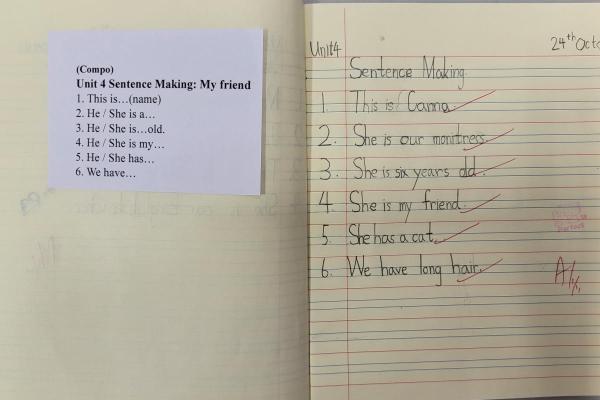 (Compo)
Unit 4 Sentence Making: My friend
1. This is…(name)
2. He / She is a…
3. He / She is…old.
4. He / She is my…
5. He / She has…
6. We have…
Unit4
24th Octo
Sentence Making
1. This is Canna.
2. She is our monitress.
3. She is six years old.
4. She is my friend.
5. She has a cat.
6. We have long hair.